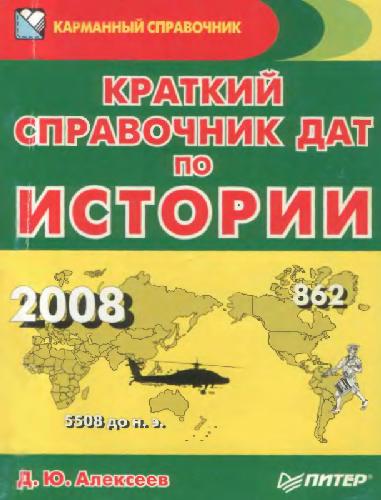 КАРМАННЫЙ СПРАВОЧНИК
КРАТКИЙ
СПРАВОЧНИК ДАТ
ПО
ИСТОРИИ
2008
862
5508 до н. э.
Д. Ю. Алексеев
ПИТЕР